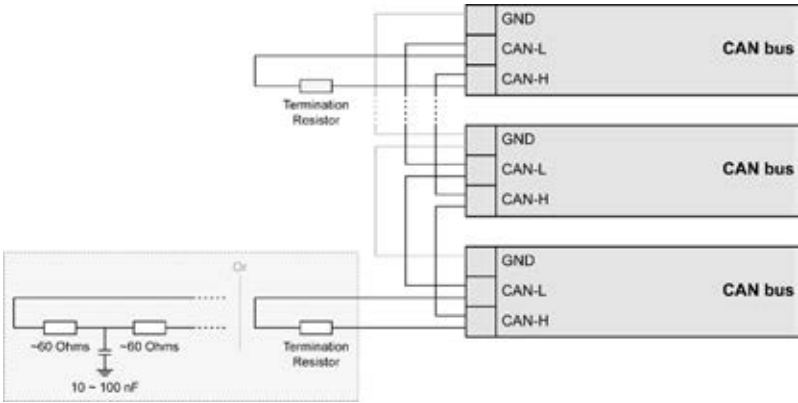 GND
CAN-L
CAN bus
CAN-H
Termination
Resistor
GND
CAN-L
CAN bus
CAN-H
Or
GND
CAN-L
CAN bus
CAN-H
~60 Ohms
~60 Ohms
Termination
Resistor
10 ~ 100 nF